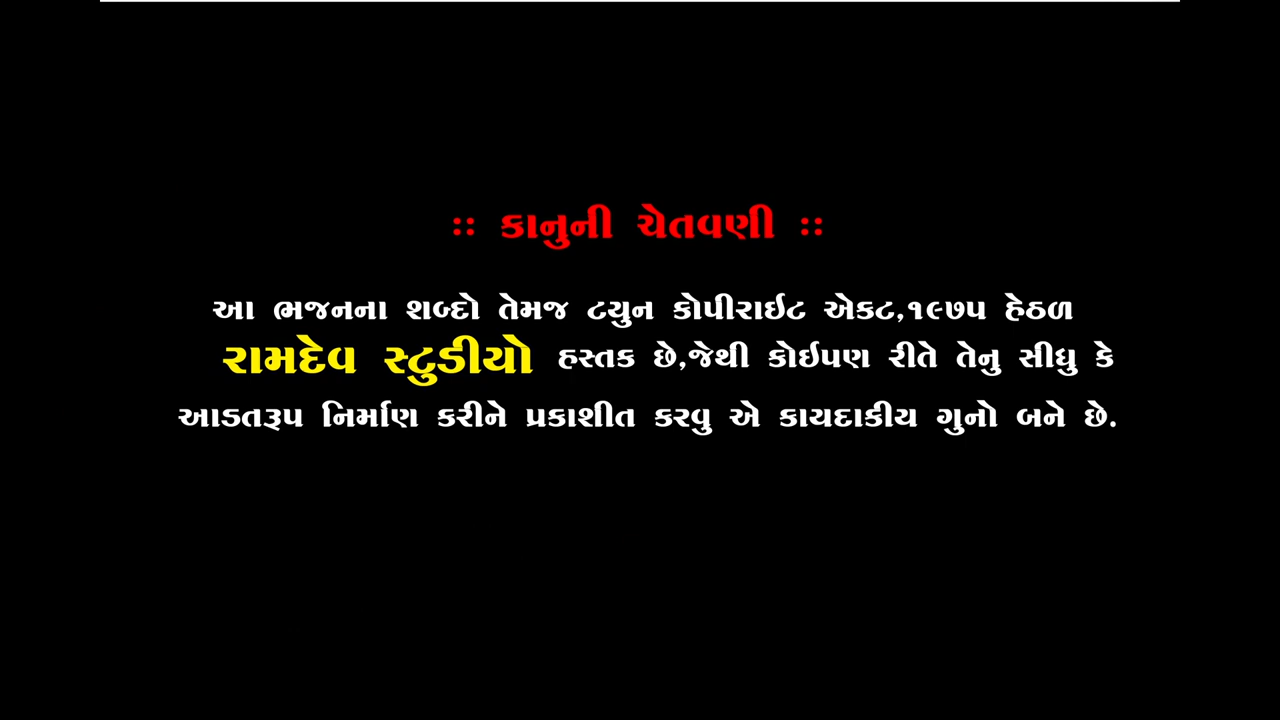 :: કાનુની ચેતવણી ::
આ ભજનના શબ્દો તેમજ ટયુન કોપીરાઈટ એકટ,૧૯૭૫ હેઠળ
રામદેવ સ્ટુડીયો હસ્તક છે,જેથી કોઈપણ રીતે તેનુ સીધુ કે
આડતરૂપ નિર્માણ કરીને પ્રકાશીત કરવુ એ કાયદાકીય ગુનો બને છે.